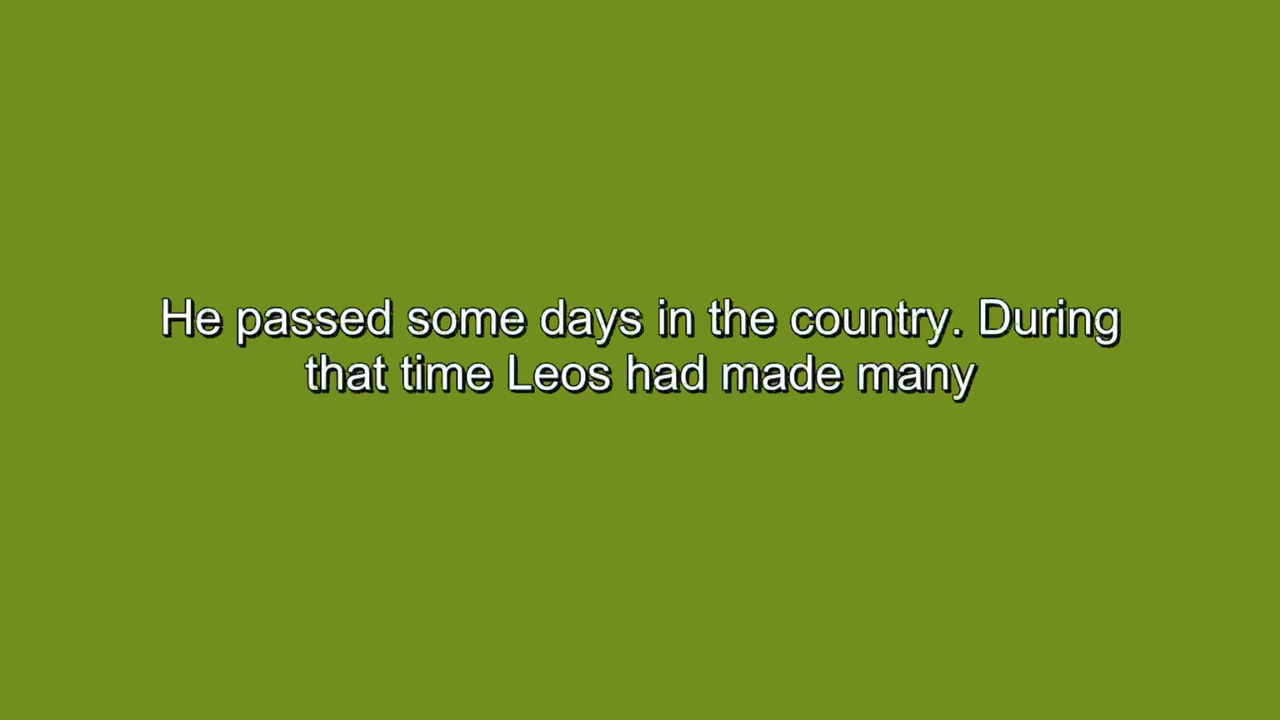 He passed some days in the country. During
that time Leos had made many